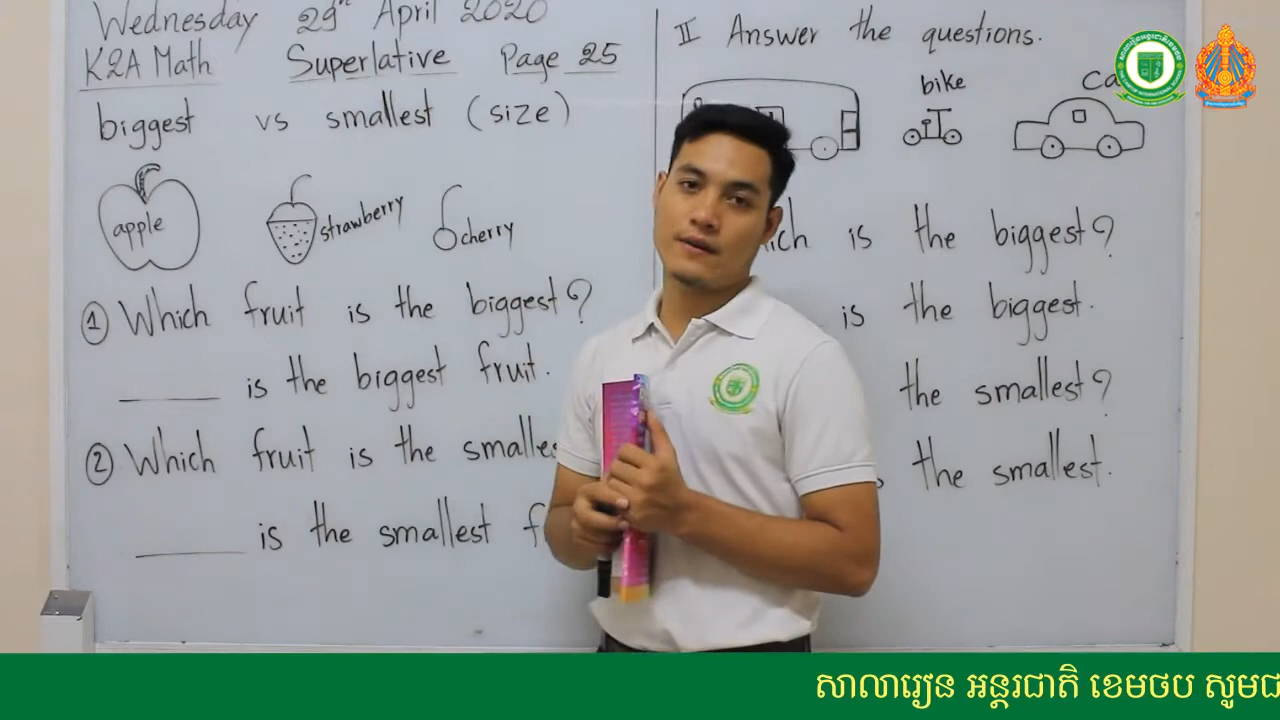 Wednesday 29th April 2020
K2A Math Superlative Page 25
biggest vs smallest (size)
apple
strawberry
cherry
① Which fruit is the biggest?
_____ is the biggest fruit.
② Which fruit is the
_____ is the smallest
II Answer the questions.
bike
is the biggest?
is the biggest.
the smallest?
the smallest.
សាលារៀន អន្តរជាតិ ខេមថប សូមជ